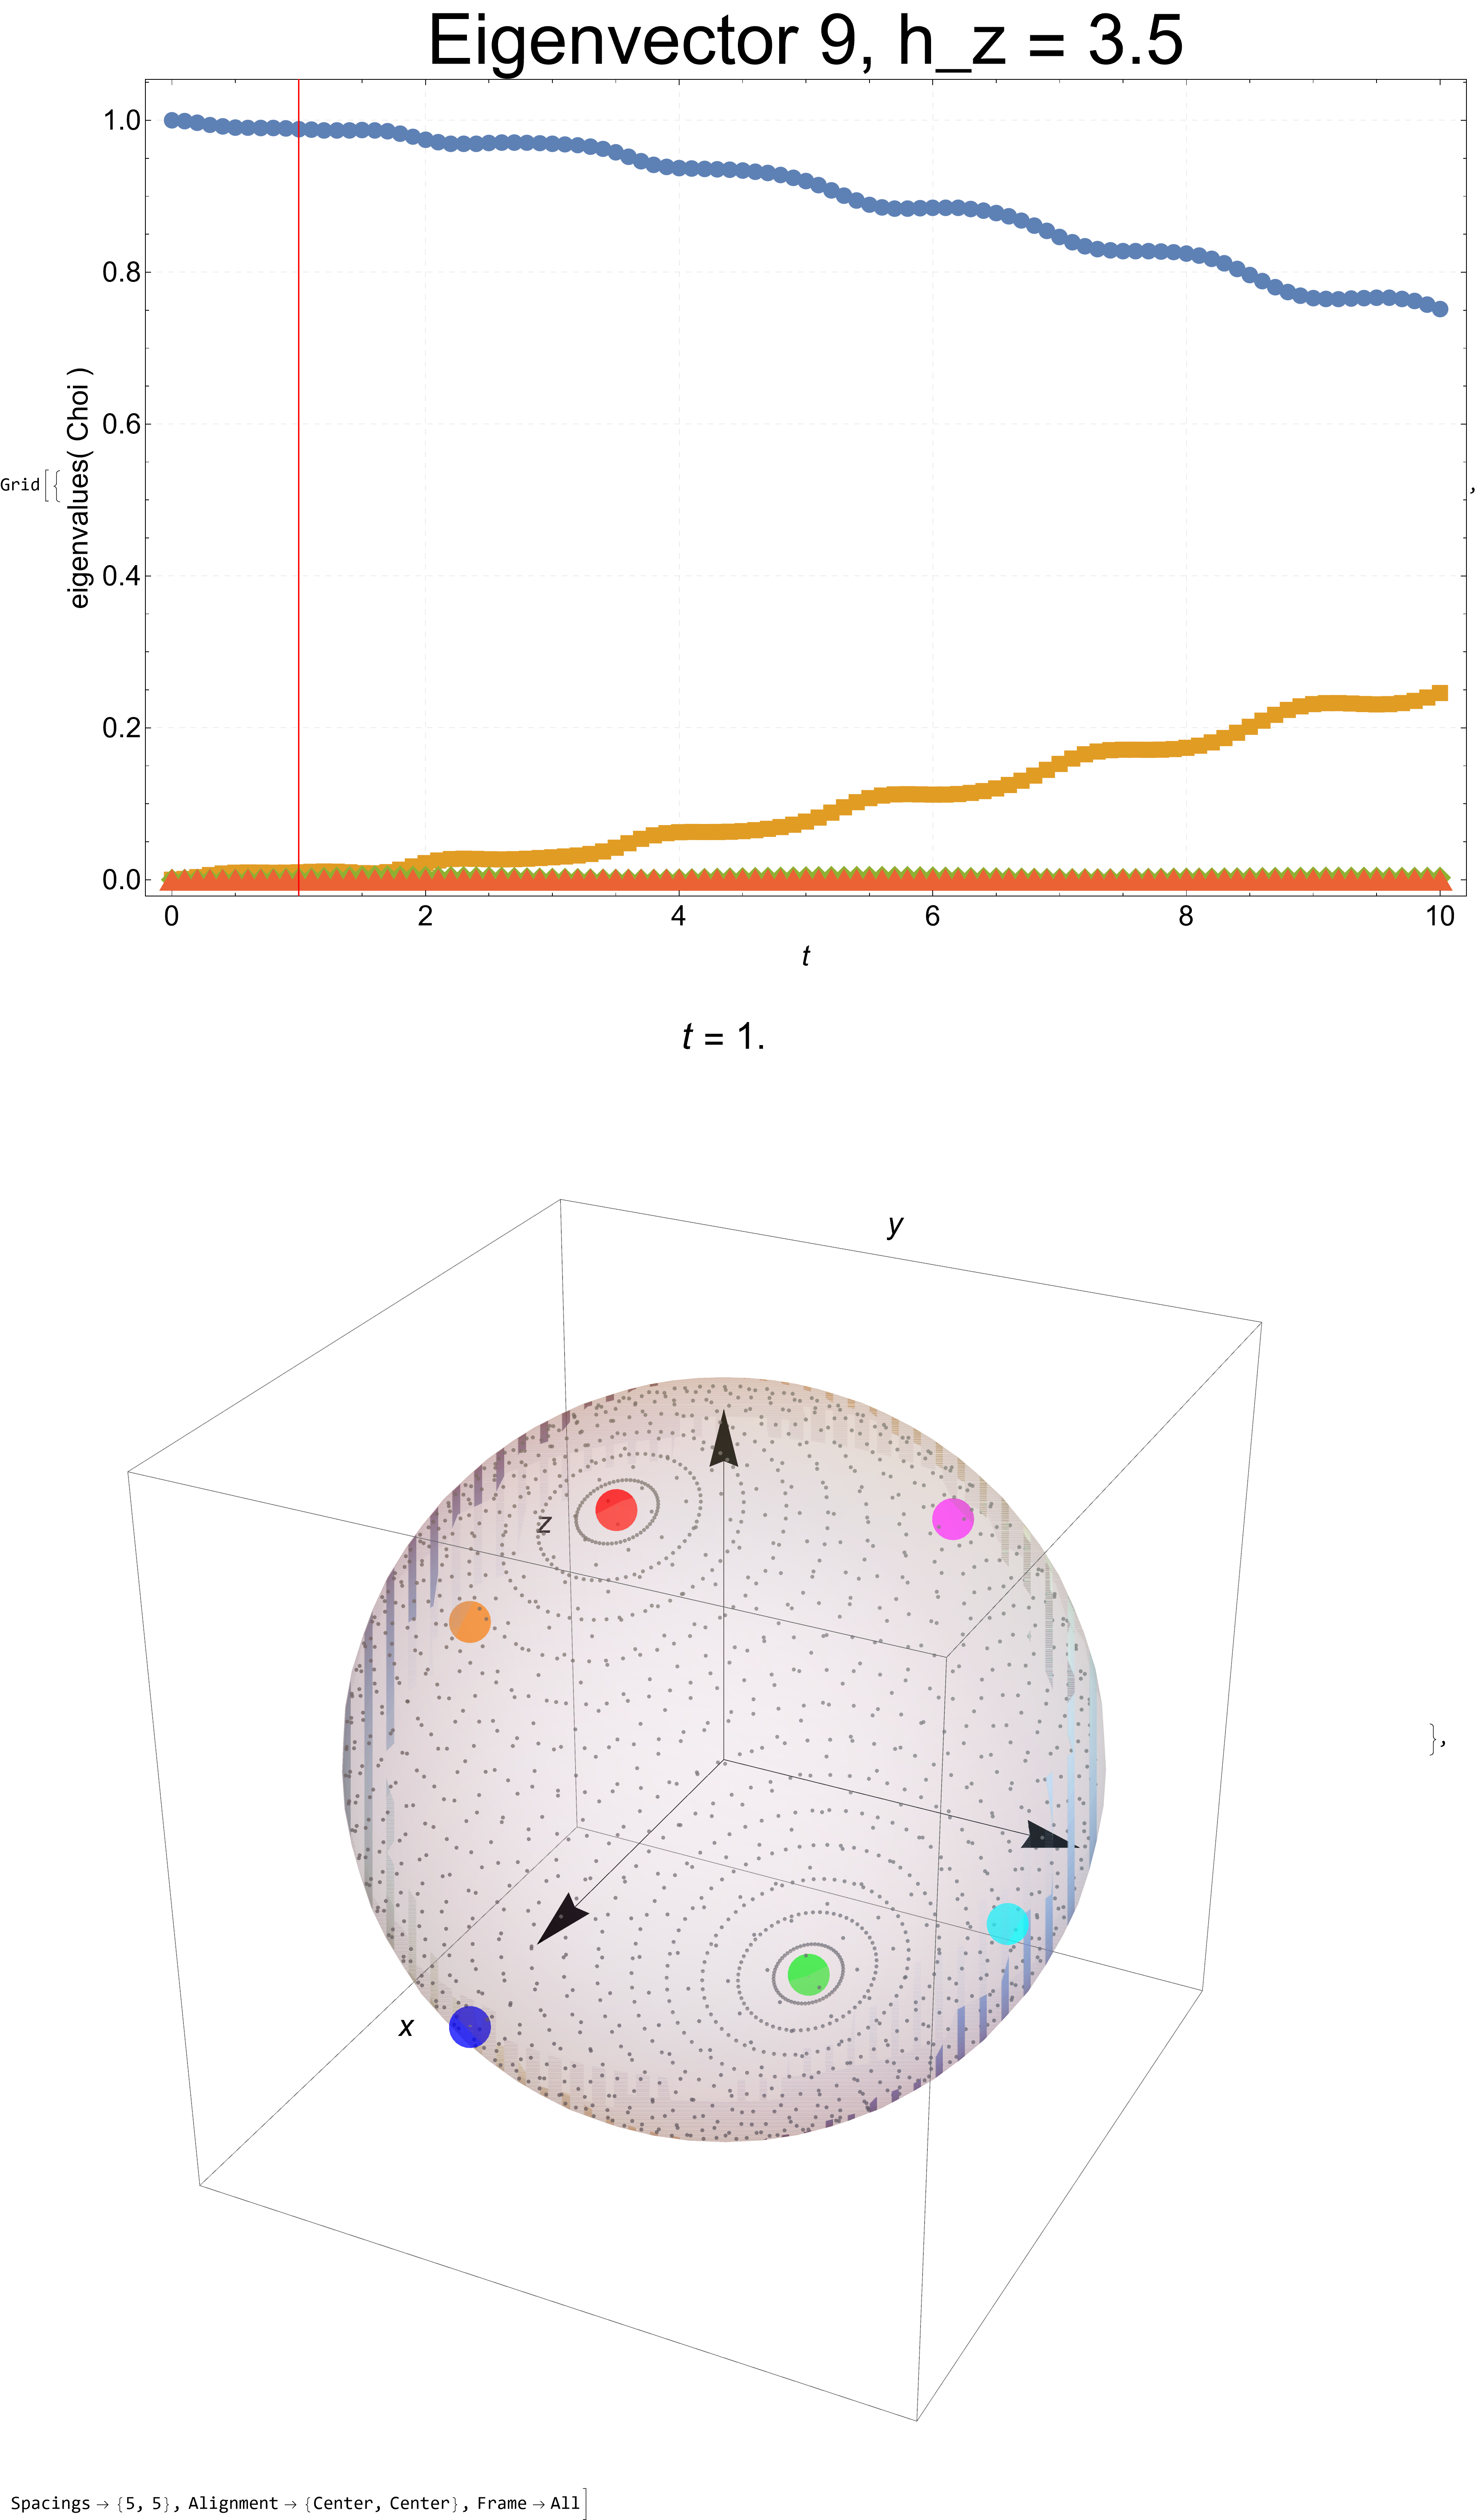 Eigenvector 9, h_z = 3.5
1.0
0.8
0.6
0.4
0.2
0.0
eigenvalues( Choi )
Grid[{
,
0 2 4 6 8 10
t
t = 1.
y
z
x
},
Spacings → {5, 5}, Alignment → {Center, Center}, Frame → All]